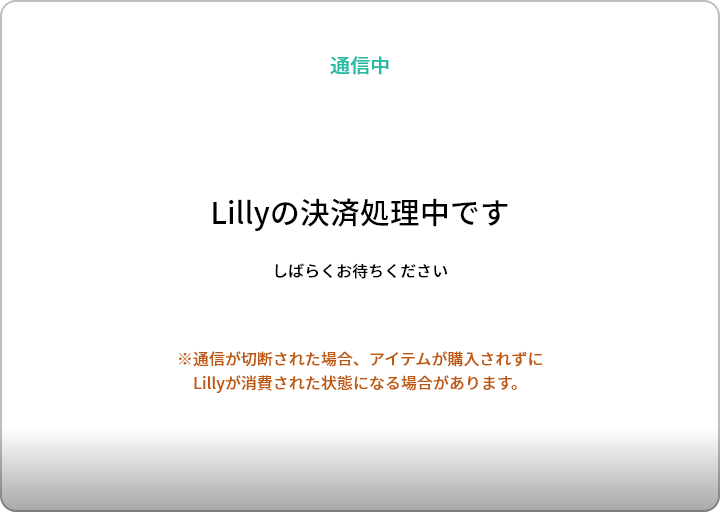 通信中
Lillyの決済処理中です
しばらくお待ちください
※通信が切断された場合、アイテムが購入されずに
Lillyが消費された状態になる場合があります。